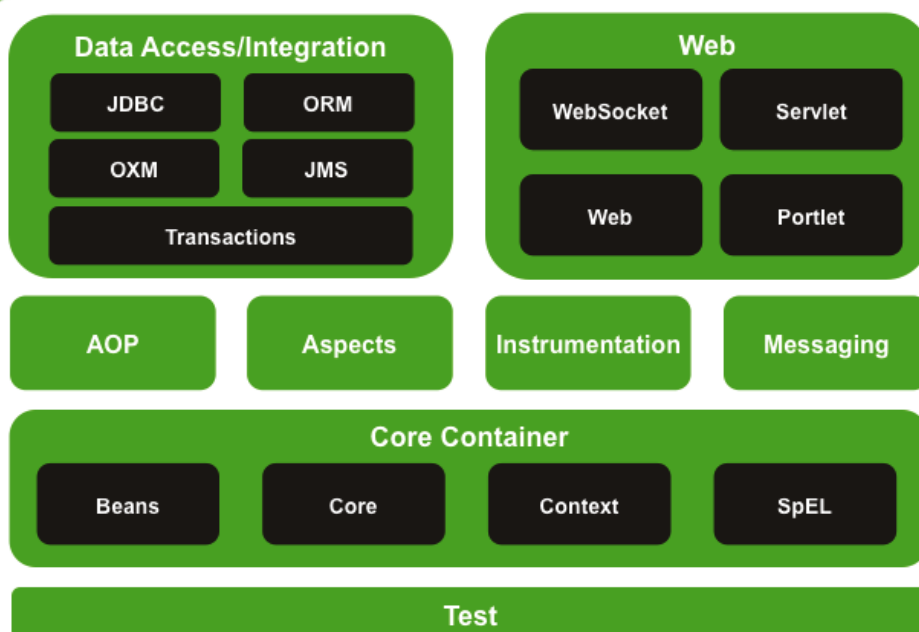 Data Access/Integration
JDBC
ORM
OXM
JMS
Transactions
Web
WebSocket
Servlet
Web
Portlet
AOP
Aspects
Instrumentation
Messaging
Core Container
Beans
Core
Context
SpEL
Test